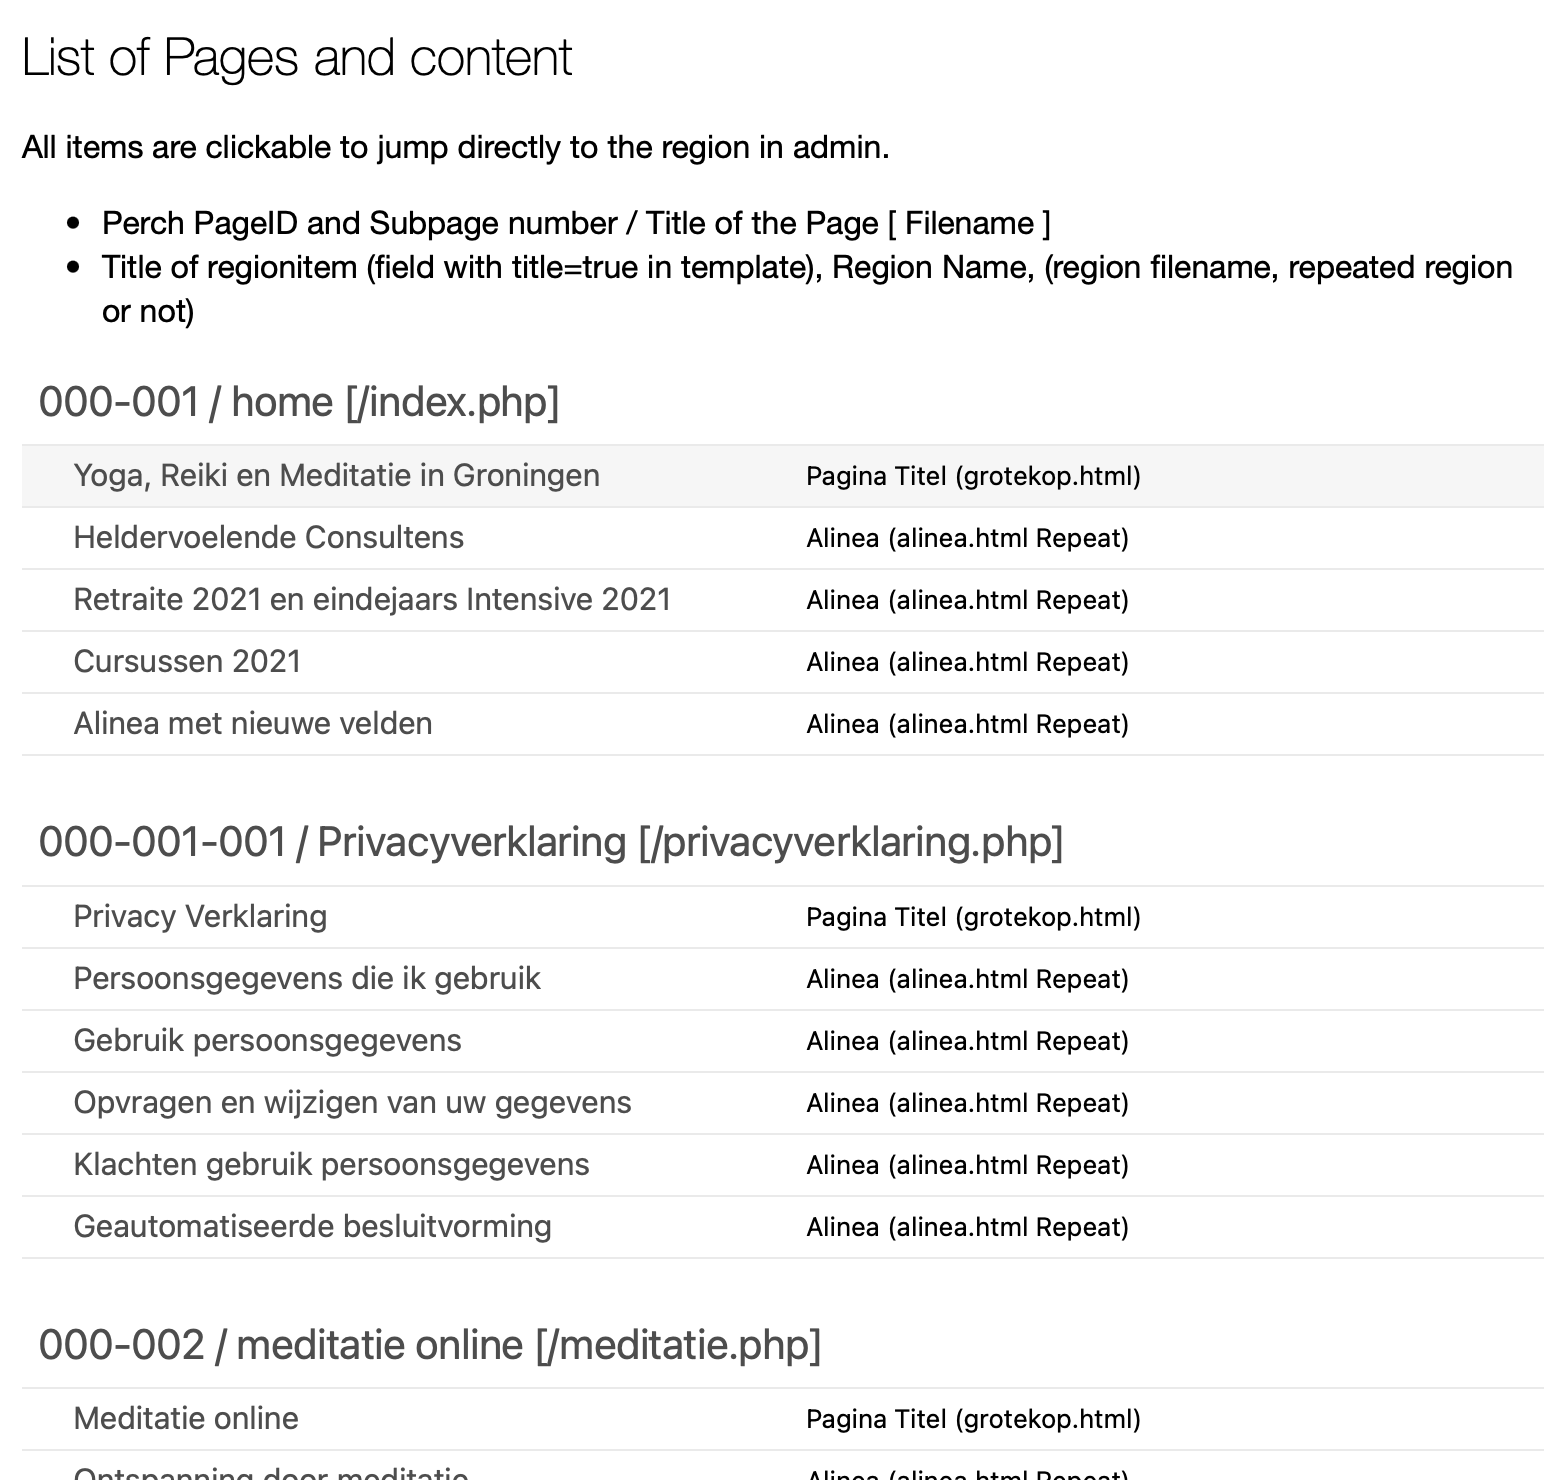 List of Pages and content
All items are clickable to jump directly to the region in admin.
• Perch PageID and Subpage number / Title of the Page [ Filename ]
• Title of regionitem (field with title=true in template), Region Name, (region filename, repeated region
or not)
000-001 / home [/index.php]
Yoga, Reiki en Meditatie in Groningen Pagina Titel (grotekop.html)
Heldervoelende Consultens Alinea (alinea.html Repeat)
Retraite 2021 en eindejaars Intensive 2021 Alinea (alinea.html Repeat)
Cursussen 2021 Alinea (alinea.html Repeat)
Alinea met nieuwe velden Alinea (alinea.html Repeat)
000-001-001 / Privacyverklaring [/privacyverklaring.php]
Privacy Verklaring Pagina Titel (grotekop.html)
Persoonsgegevens die ik gebruik Alinea (alinea.html Repeat)
Gebruik persoonsgegevens Alinea (alinea.html Repeat)
Opvragen en wijzigen van uw gegevens Alinea (alinea.html Repeat)
Klachten gebruik persoonsgegevens Alinea (alinea.html Repeat)
Geautomatiseerde besluitvorming Alinea (alinea.html Repeat)
000-002 / meditatie online [/meditatie.php]
Meditatie online Pagina Titel (grotekop.html)
Ontspanning door meditatie Alinea (alinea.html Repeat)